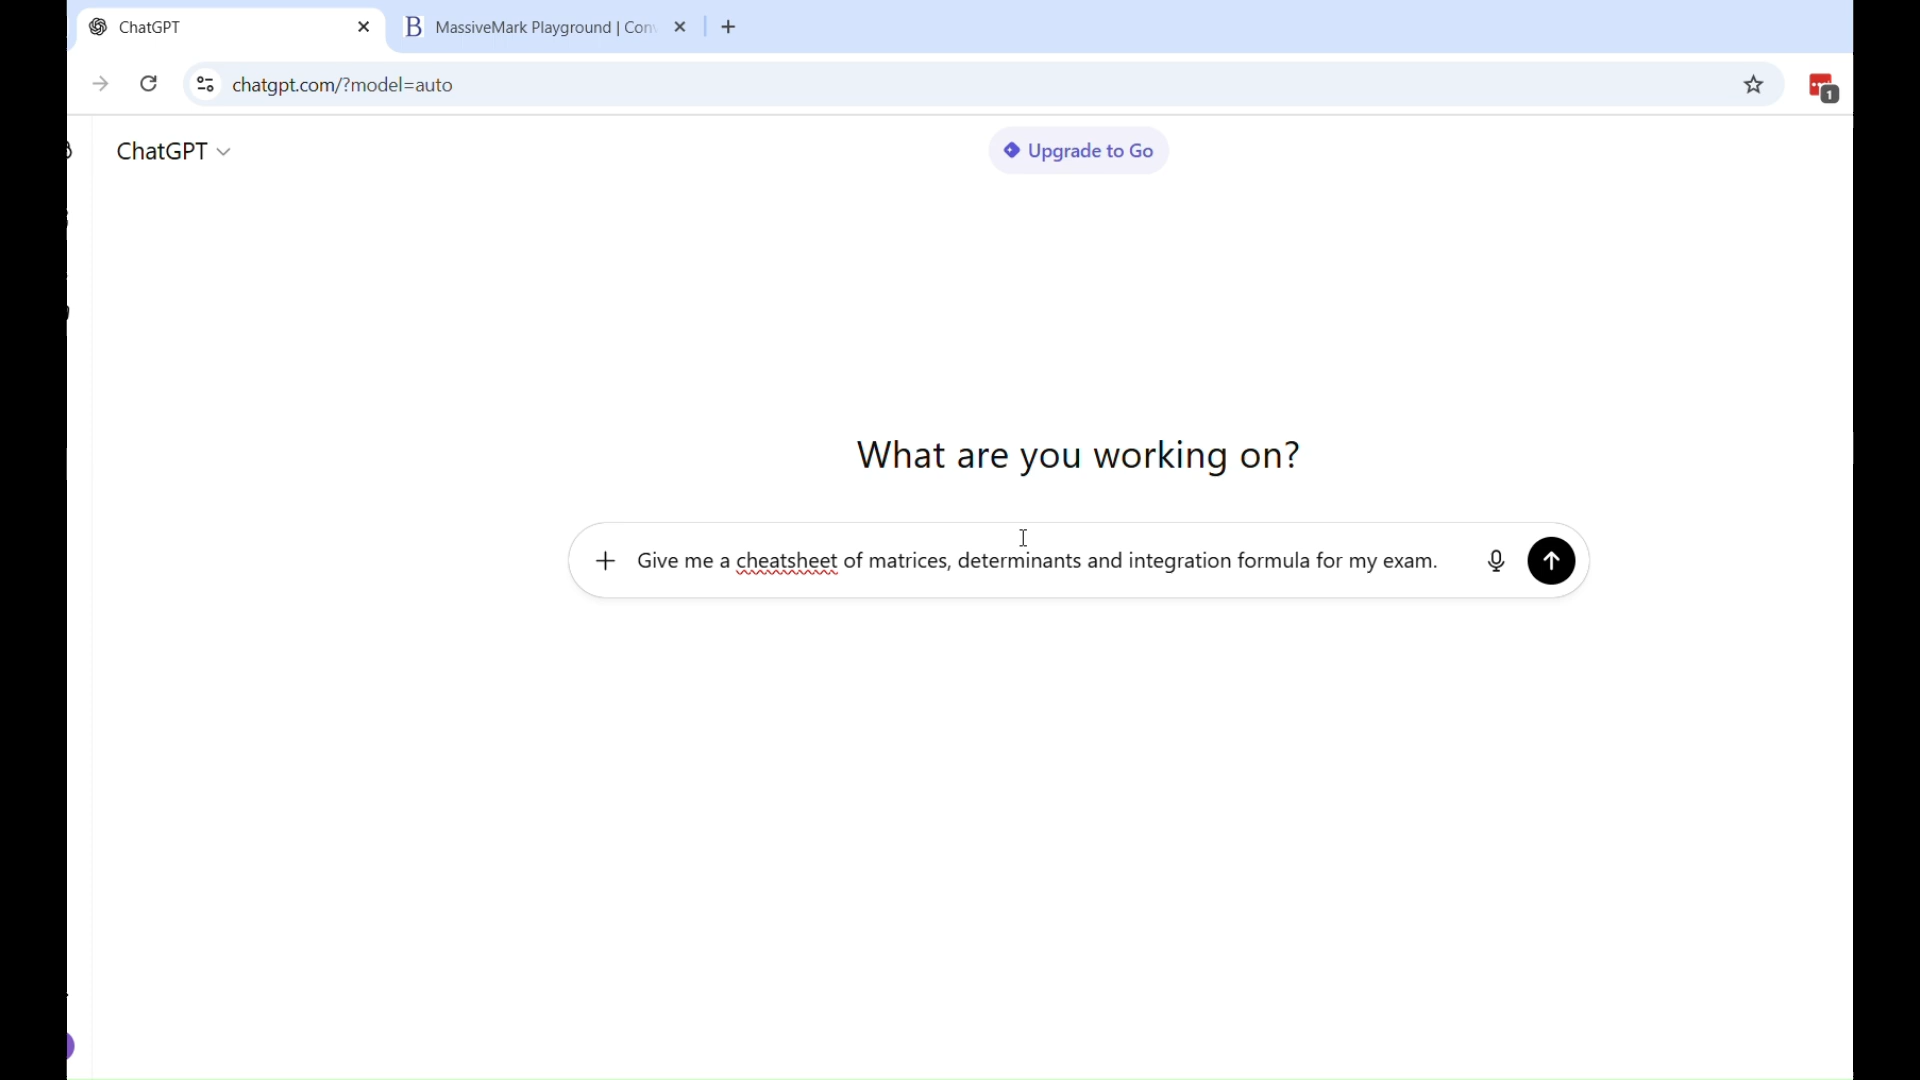 ChatGPT
B MassiveMark Playground | Con
chatgpt.com/?model=auto
1
ChatGPT
Upgrade to Go
What are you working on?
Give me a cheatsheet of matrices, determinants and integration formula for my exam.